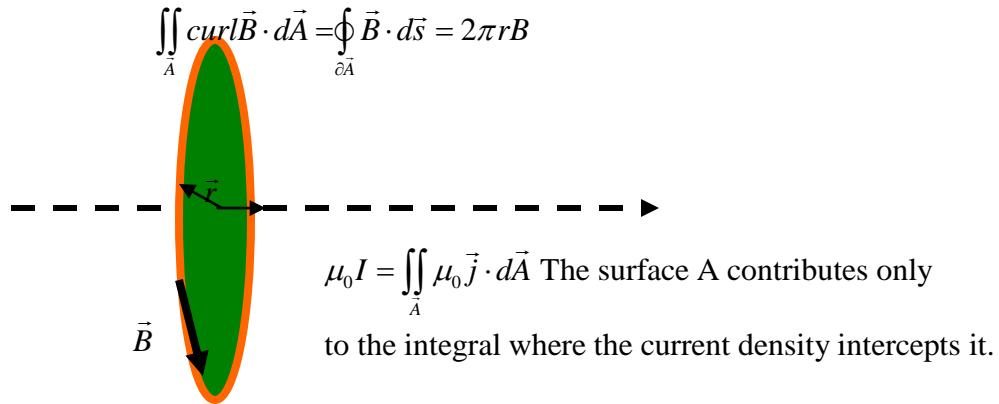 ∬_A⃗ curlB⃗ · dA⃗ = ∮_∂A⃗ B⃗ · ds⃗ = 2πrB
r⃗
μ₀I = ∬_A⃗ μ₀ j⃗ · dA⃗ The surface A contributes only
B⃗
to the integral where the current density intercepts it.